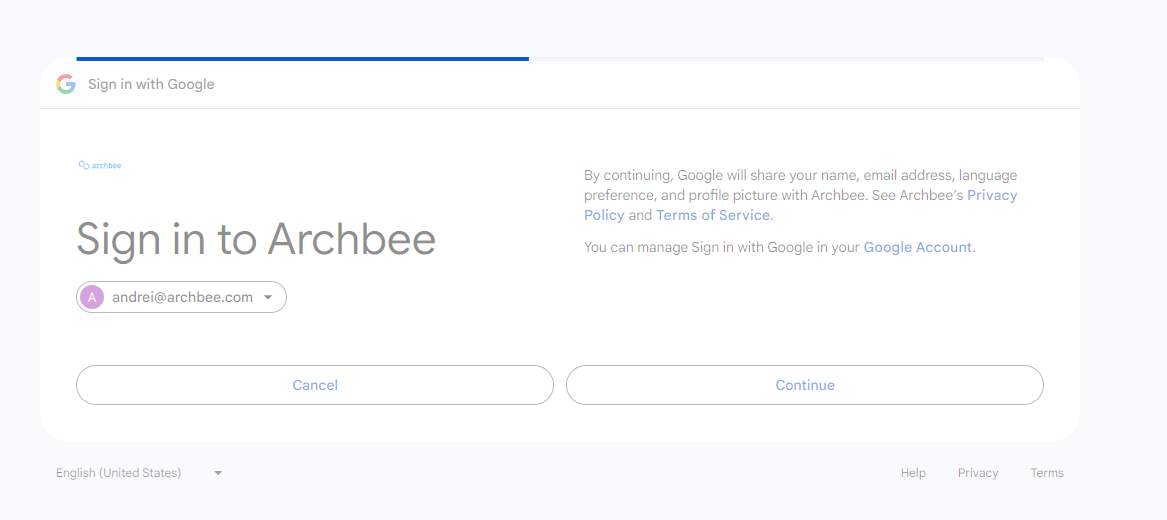 Sign in with Google
archbee
Sign in to Archbee
A andrei@archbee.com
By continuing, Google will share your name, email address, language
preference, and profile picture with Archbee. See Archbee’s Privacy
Policy and Terms of Service.
You can manage Sign in with Google in your Google Account.
Cancel
Continue
English (United States)
Help
Privacy
Terms